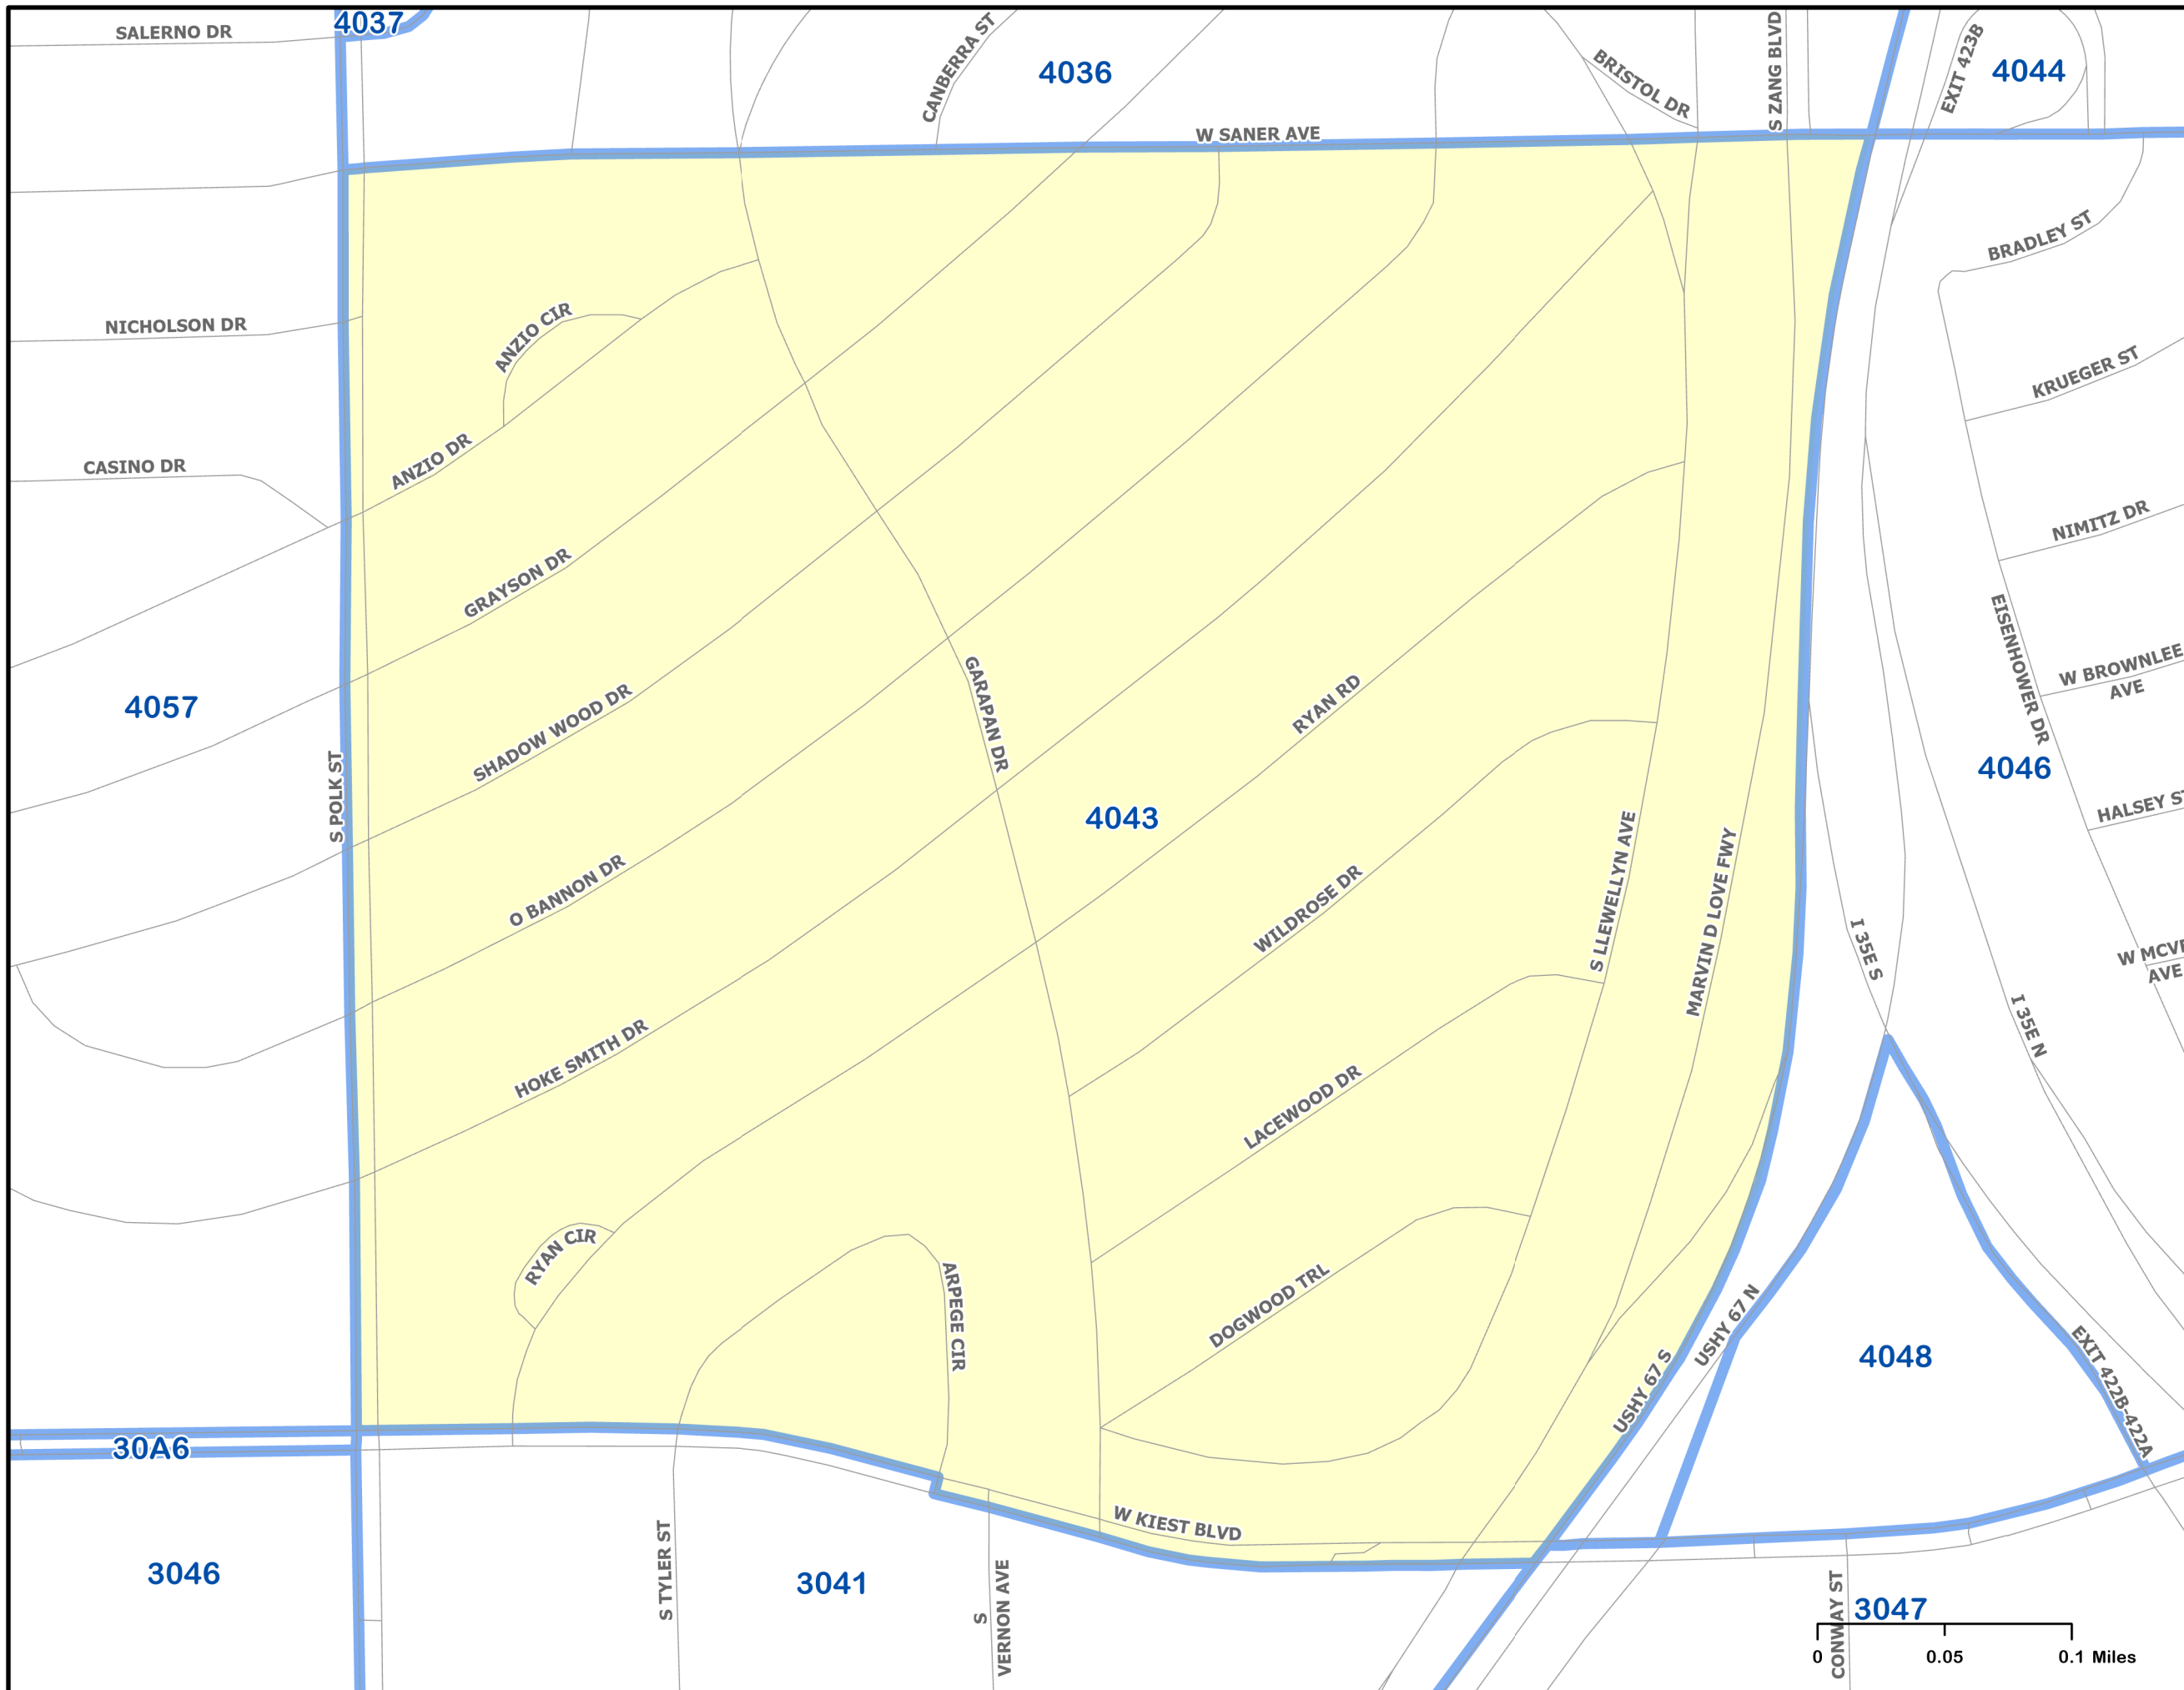 4037
SALERNO DR
CANBERRA ST
4036
BRISTOL DR
S ZANG BLVD
EXIT 423B
4044
W SANER AVE
BRADLEY ST
NICHOLSON DR
ANZIO CIR
KRUEGER ST
CASINO DR
ANZIO DR
NIMITZ DR
GRAYSON DR
EISENHOWER DR
W BROWNLEE
AVE
4057
SHADOW WOOD DR
GARAPAN DR
RYAN RD
S POLK ST
4043
4046
HALSEY ST
S LLEWELLYN AVE
MARVIN D LOVE FWY
O BANNON DR
WILDROSE DR
I 35E S
W MCVE
AVE
I 35E N
HOKE SMITH DR
LACEWOOD DR
RYAN CIR
ARPEGE CIR
DOGWOOD TRL
USHY 67 S
USHY 67 N
4048
EXIT 422B-422A
30A6
W KIEST BLVD
3046
S TYLER ST
3041
S
VERNON AVE
CONWAY ST
3047
0 0.05 0.1 Miles